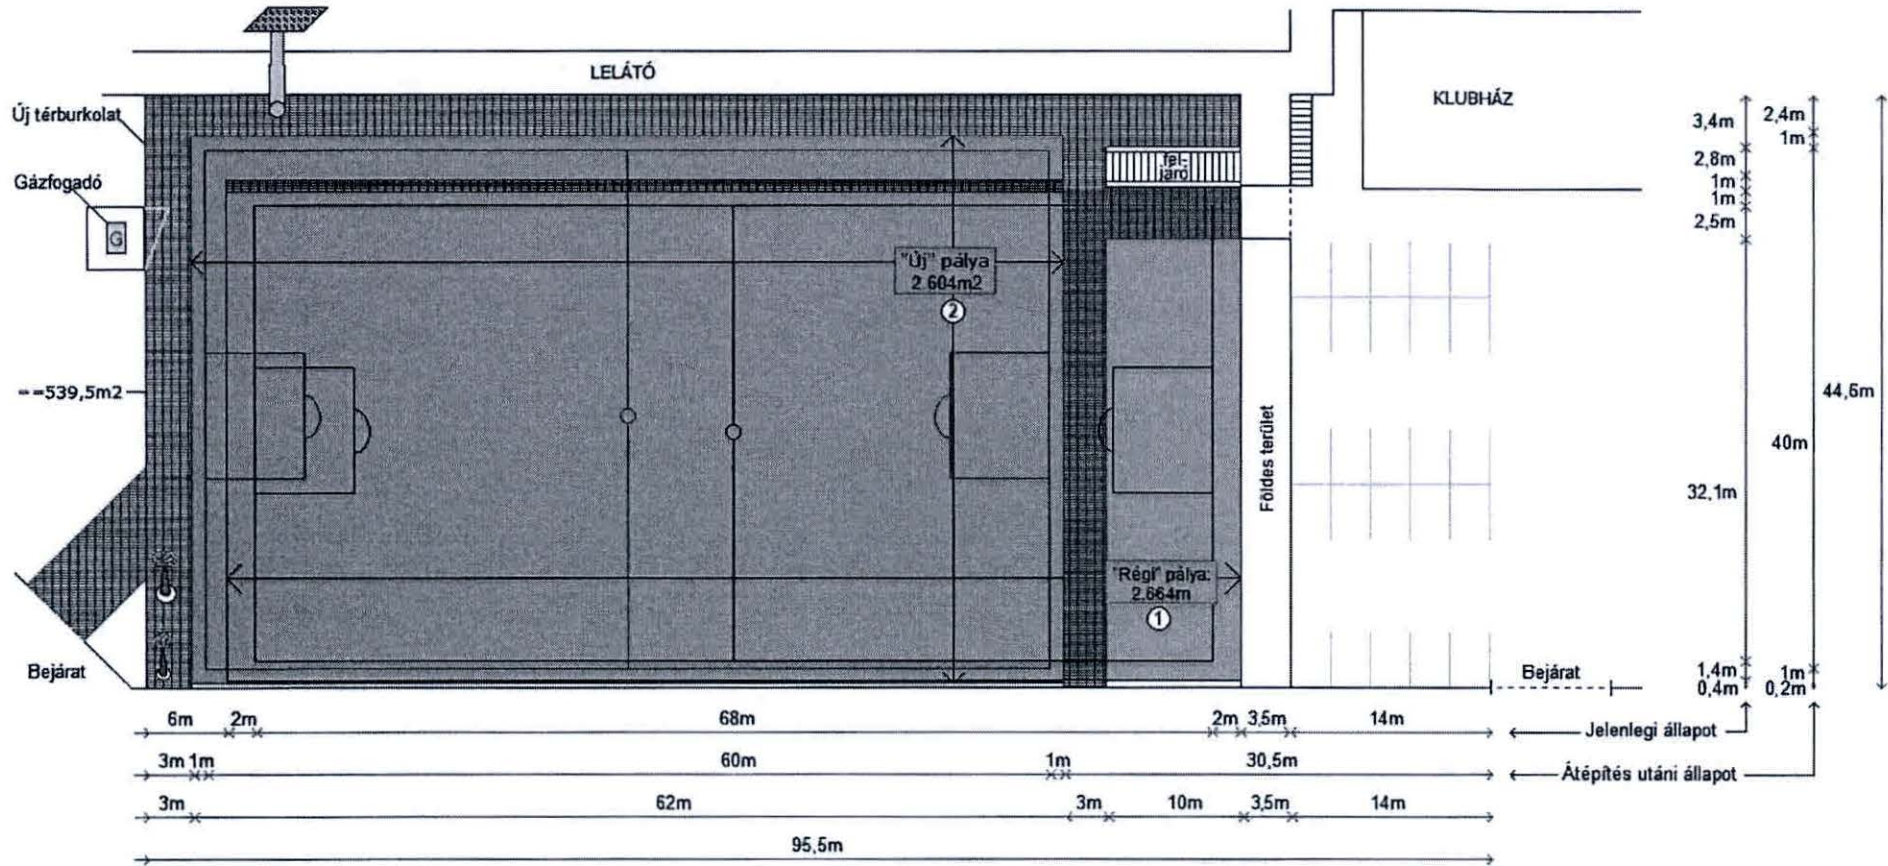 LELÁTÓ
KLUBHÁZ
Új térburkolat
Gázfogadó
G
fel-
járó
"Új" pálya
2.604m2
2
==539,5m2
Földes terület
"Régi" pálya:
2.664m
1
Bejárat
Bejárat
3,4m
2,8m
1m
1m
2,5m
32,1m
1,4m
0,4m
2,4m
1m
40m
1m
0,2m
44,6m
6m 2m 68m 2m 3,5m 14m Jelenlegi állapot
3m 1m 60m 1m 30,5m Átépítés utáni állapot
3m 62m 3m 10m 3,5m 14m
95,5m